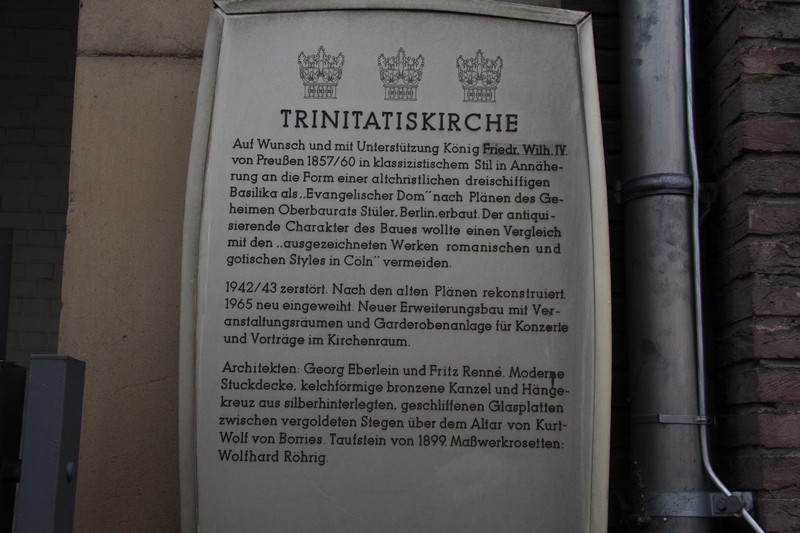 TRINITATISKIRCHE
Auf Wunsch und mit Unterstützung König Friedr. Wilh. IV.
von Preußen 1857/60 in klassizistischem Stil in Annähe-
rung an die Form einer altchristlichen dreischiffigen
Basilika als „Evangelischer Dom" nach Plänen des Ge-
heimen Oberbaurats Stüler, Berlin, erbaut. Der antiqui-
sierende Charakter des Baues wollte einen Vergleich
mit den „ausgezeichneten Werken romanischen und
gotischen Styles in Cöln" vermeiden.
1942/43 zerstört. Nach den alten Plänen rekonstruiert.
1965 neu eingeweiht. Neuer Erweiterungsbau mit Ver-
anstaltungsräumen und Garderobenanlage für Konzerte
und Vorträge im Kirchenraum.
Architekten: Georg Eberlein und Fritz Renné. Moderne
Stuckdecke, kelchförmige bronzene Kanzel und Hänge-
kreuz aus silberhinterlegten, geschliffenen Glasplatten
zwischen vergoldeten Stegen über dem Altar von Kurt-
Wolf von Borries. Taufstein von 1899. Maßwerkrosetten:
Wolfhard Röhrig.